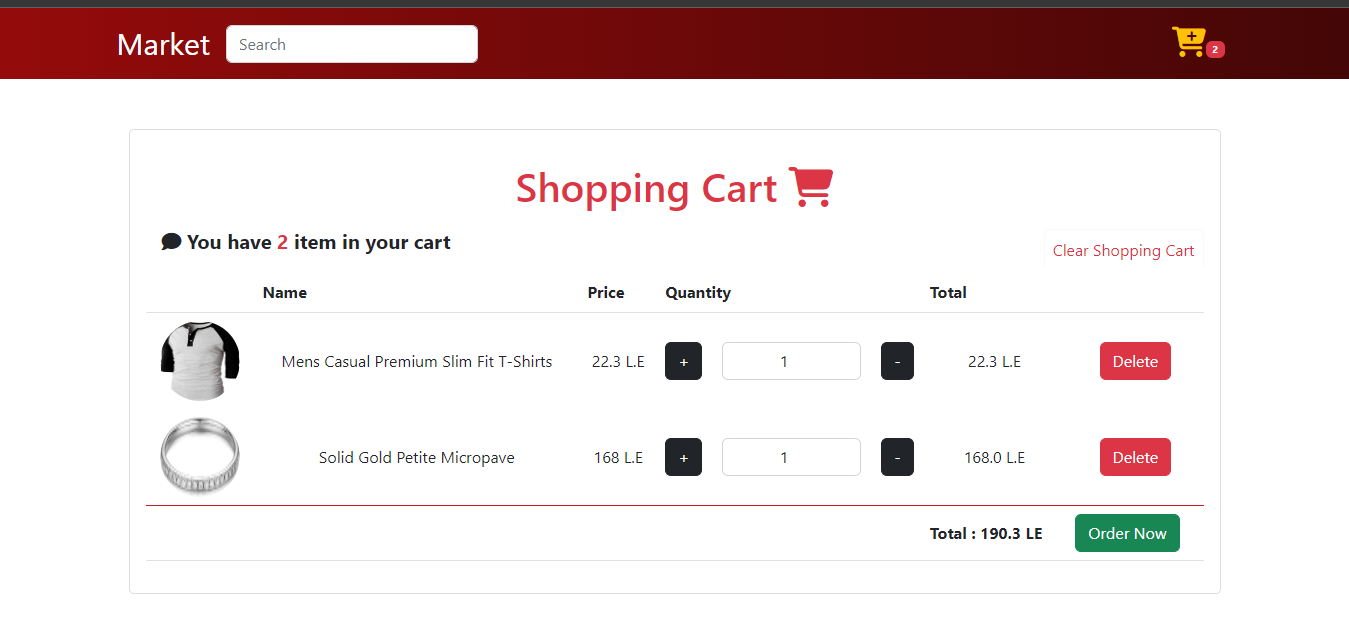 Market Search 2
Shopping Cart
You have 2 item in your cart
Clear Shopping Cart
Name Price Quantity Total
Mens Casual Premium Slim Fit T-Shirts 22.3 L.E + 1 - 22.3 L.E Delete
Solid Gold Petite Micropave 168 L.E + 1 - 168.0 L.E Delete
Total : 190.3 LE Order Now